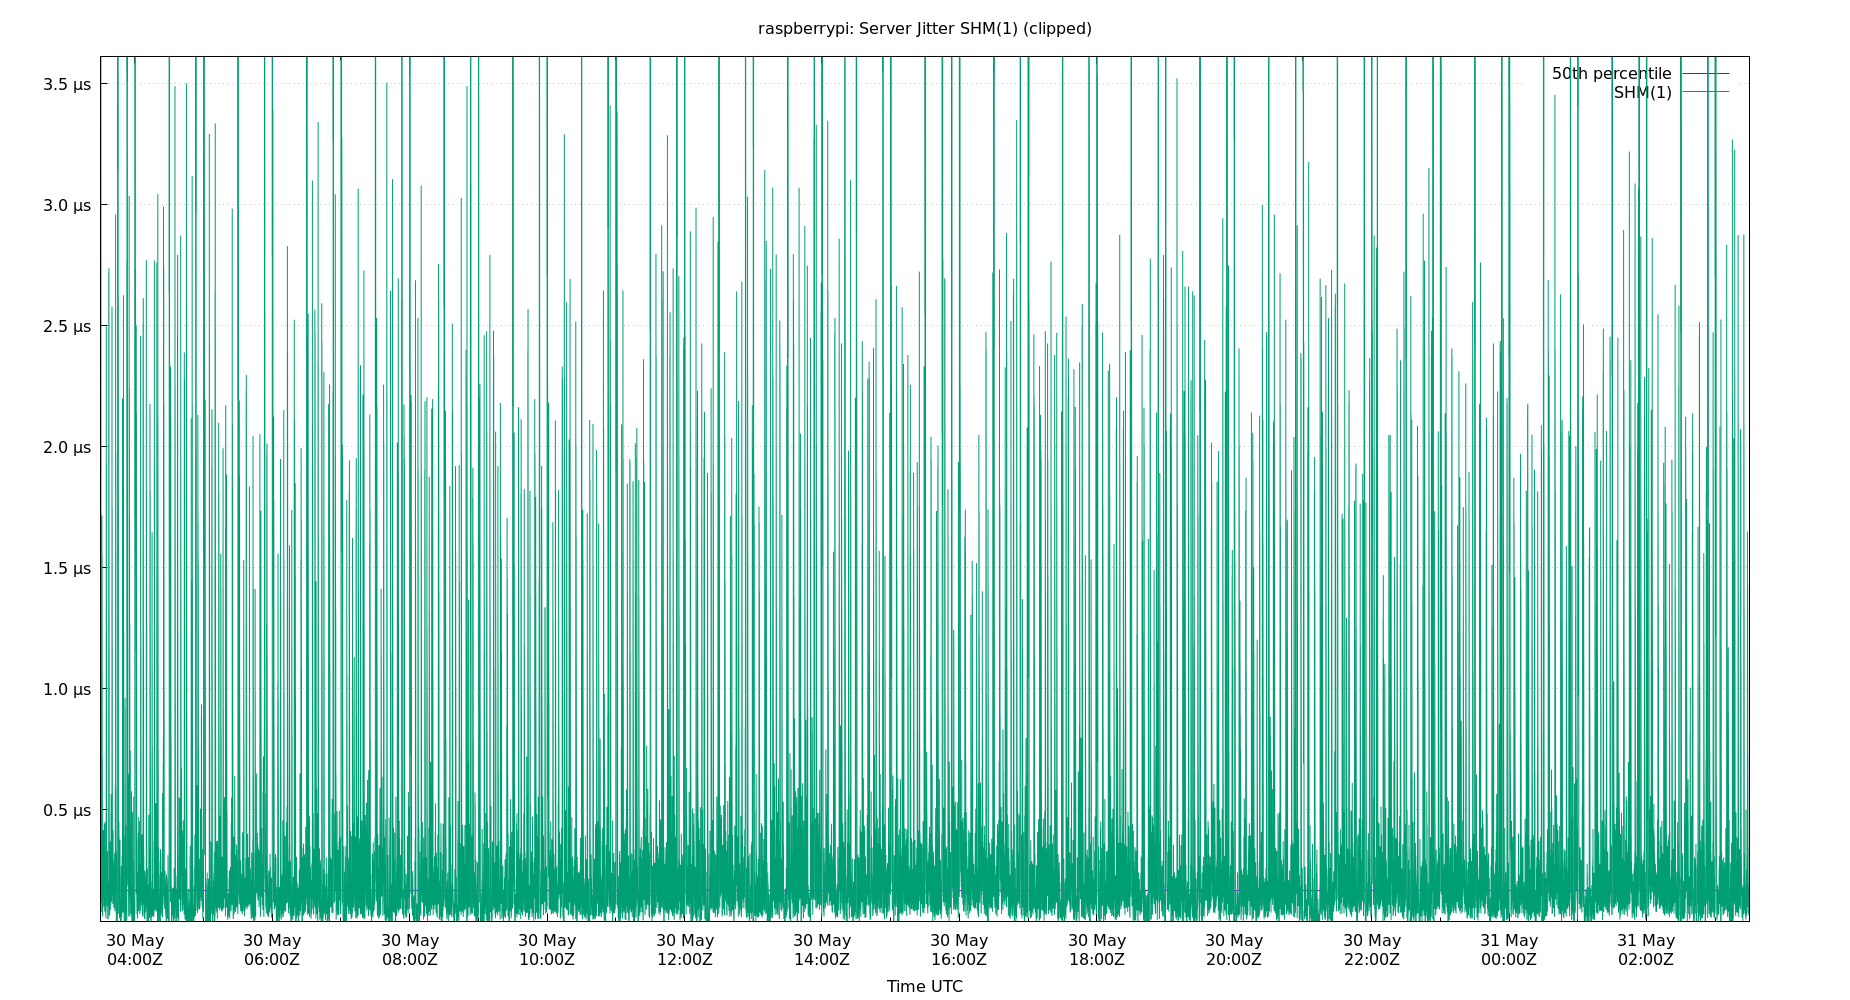 raspberrypi: Server Jitter SHM(1) (clipped)
50th percentile
SHM(1)
3.5 µs
3.0 µs
2.5 µs
2.0 µs
1.5 µs
1.0 µs
0.5 µs
30 May 30 May 30 May 30 May 30 May 30 May 30 May 30 May 30 May 30 May 31 May 31 May
04:00Z 06:00Z 08:00Z 10:00Z 12:00Z 14:00Z 16:00Z 18:00Z 20:00Z 22:00Z 00:00Z 02:00Z
Time UTC